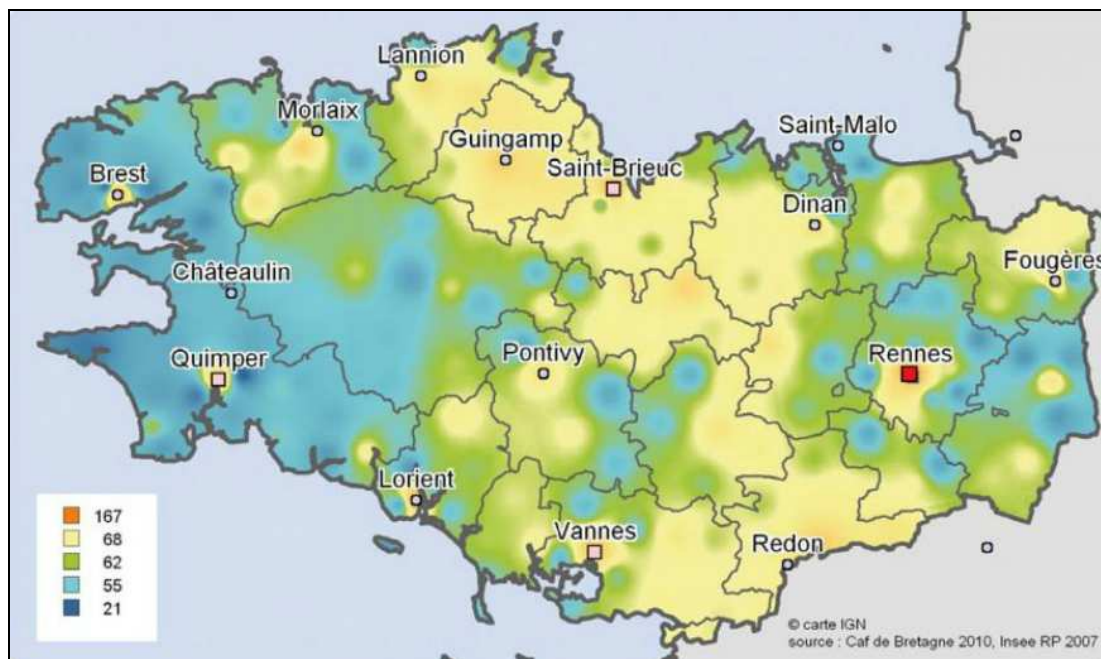 Lannion
Morlaix
Guingamp
Saint-Malo
Saint-Brieuc
Brest
Dinan
Châteaulin
Fougères
Quimper
Pontivy
Rennes
Lorient
Vannes
Redon
167
68
62
55
21
© carte IGN
source : Caf de Bretagne 2010, Insee RP 2007